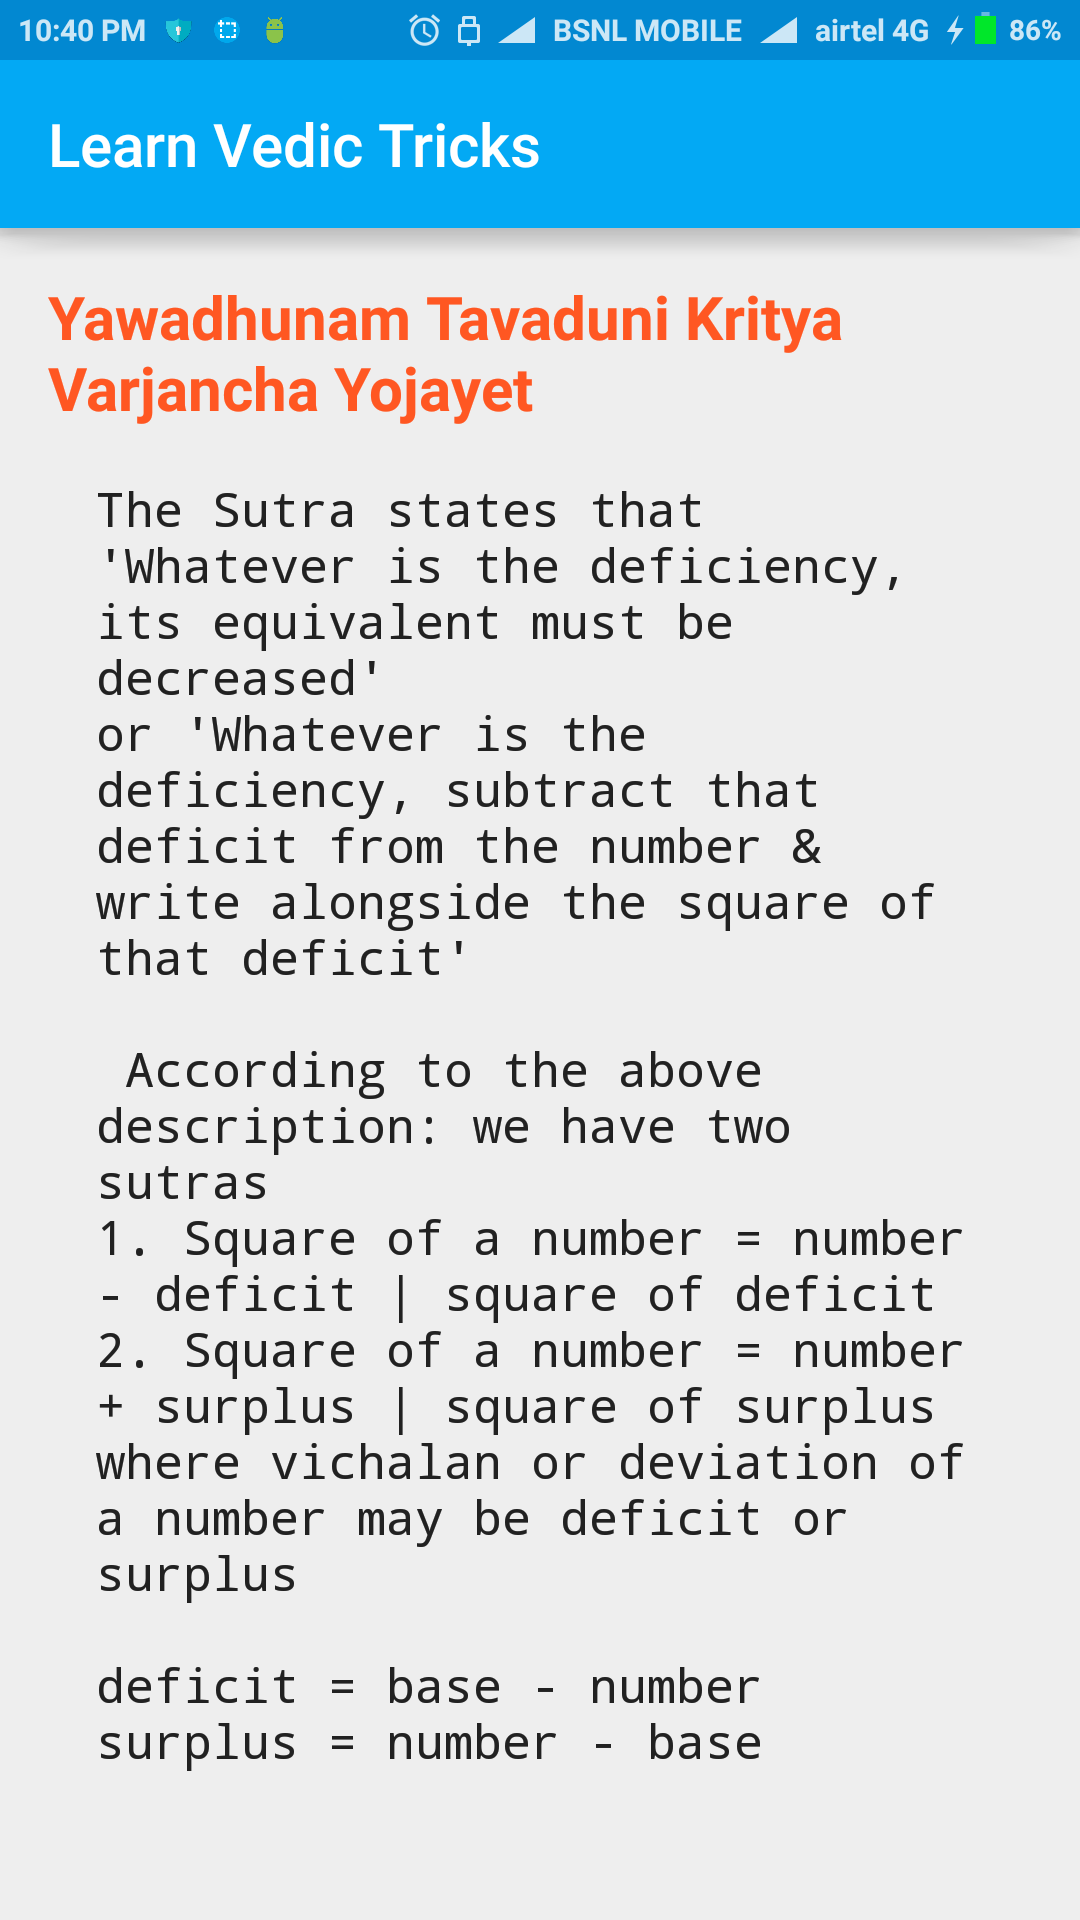 10:40 PM BSNL MOBILE airtel 4G 86%
Learn Vedic Tricks
Yawadhunam Tavaduni Kritya
Varjancha Yojayet
The Sutra states that
'Whatever is the deficiency,
its equivalent must be
decreased'
or 'Whatever is the
deficiency, subtract that
deficit from the number &
write alongside the square of
that deficit'
According to the above
description: we have two
sutras
1. Square of a number = number
- deficit | square of deficit
2. Square of a number = number
+ surplus | square of surplus
where vichalan or deviation of
a number may be deficit or
surplus
deficit = base - number
surplus = number - base